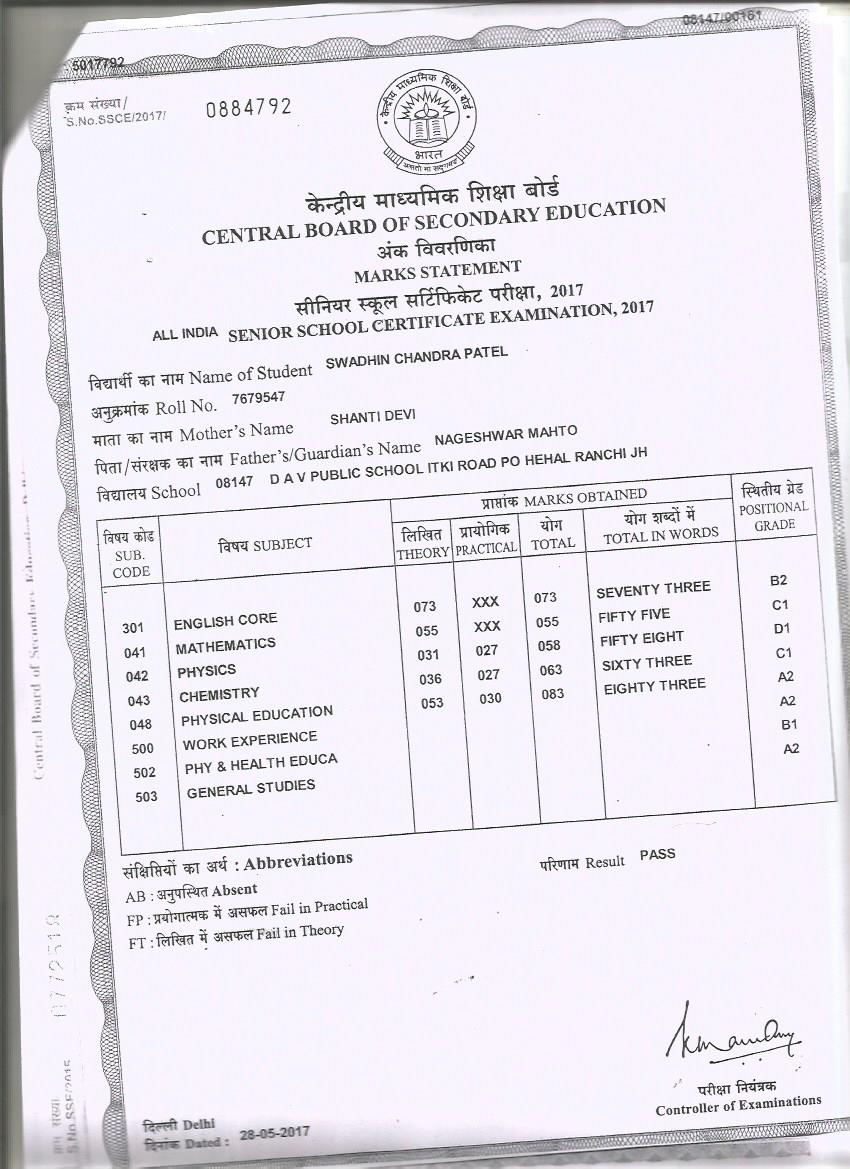 5017792
08147/00161
क्रम संख्या/
S.No.SSCE/2017/ 0884792
केन्द्रीय माध्यमिक शिक्षा बोर्ड
भारत
असतो मा सद्गमय
केन्द्रीय माध्यमिक शिक्षा बोर्ड
CENTRAL BOARD OF SECONDARY EDUCATION
अंक विवरणिका
MARKS STATEMENT
सीनियर स्कूल सर्टिफिकेट परीक्षा, 2017
ALL INDIA SENIOR SCHOOL CERTIFICATE EXAMINATION, 2017
विद्यार्थी का नाम Name of Student SWADHIN CHANDRA PATEL
अनुक्रमांक Roll No. 7679547
माता का नाम Mother's Name SHANTI DEVI
पिता/संरक्षक का नाम Father's/Guardian's Name NAGESHWAR MAHTO
विद्यालय School 08147 D A V PUBLIC SCHOOL ITKI ROAD PO HEHAL RANCHI JH
विषय कोड SUB. CODE विषय SUBJECT प्राप्तांक MARKS OBTAINED स्थितीय ग्रेड POSITIONAL GRADE
लिखित THEORY प्रायोगिक PRACTICAL योग TOTAL योग शब्दों में TOTAL IN WORDS
301 ENGLISH CORE 073 XXX 073 SEVENTY THREE B2
041 MATHEMATICS 055 XXX 055 FIFTY FIVE C1
042 PHYSICS 031 027 058 FIFTY EIGHT D1
043 CHEMISTRY 036 027 063 SIXTY THREE C1
048 PHYSICAL EDUCATION 053 030 083 EIGHTY THREE A2
500 WORK EXPERIENCE A2
502 PHY & HEALTH EDUCA B1
503 GENERAL STUDIES A2
संक्षिप्तियों का अर्थ : Abbreviations
परिणाम Result PASS
AB : अनुपस्थित Absent
FP : प्रयोगात्मक में असफल Fail in Practical
FT : लिखित में असफल Fail in Theory
परीक्षा नियंत्रक
Controller of Examinations
दिल्ली Delhi
दिनांक Dated : 28-05-2017
Central Board of Secondary Education
क्रम संख्या
S.No.SSE/2015